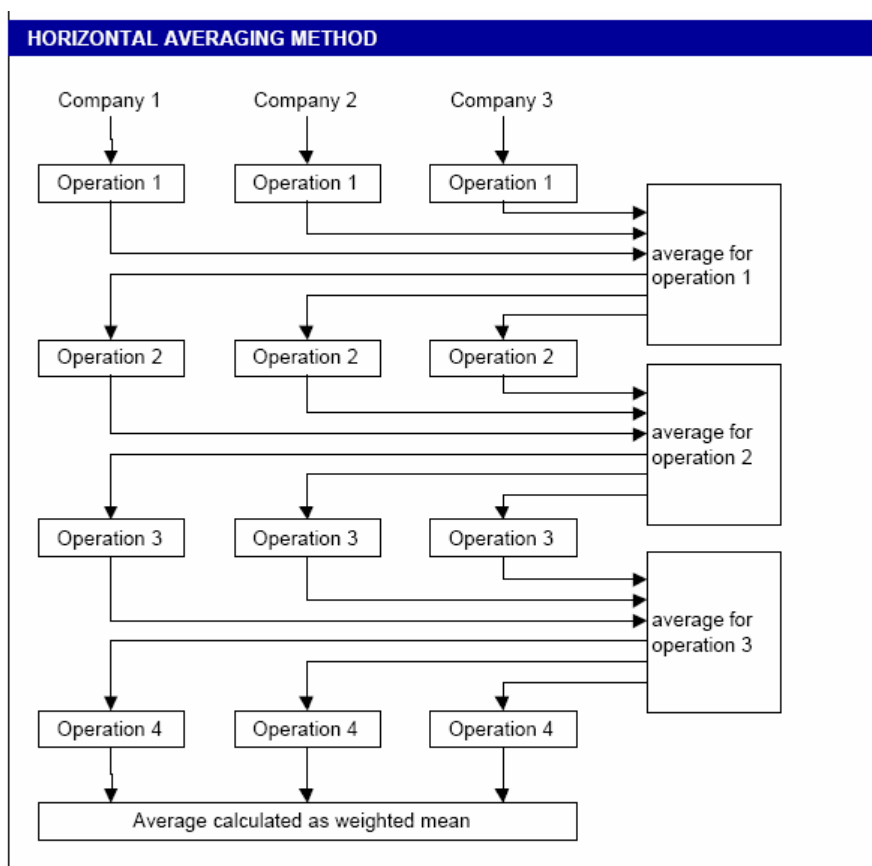 HORIZONTAL AVERAGING METHOD
Company 1
Company 2
Company 3
Operation 1
Operation 1
Operation 1
average for
operation 1
Operation 2
Operation 2
Operation 2
average for
operation 2
Operation 3
Operation 3
Operation 3
average for
operation 3
Operation 4
Operation 4
Operation 4
Average calculated as weighted mean